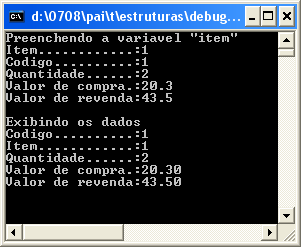 d:\0708\pai\t\estruturas\debug...
Preenchendo a variavel "item"
Item.............:1
Codigo...........:1
Quantidade.......:2
Valor de compra.:20.3
Valor de revenda:43.5
Exibindo os dados
Codigo...........:1
Item.............:1
Quantidade.......:2
Valor de compra.:20.30
Valor de revenda:43.50